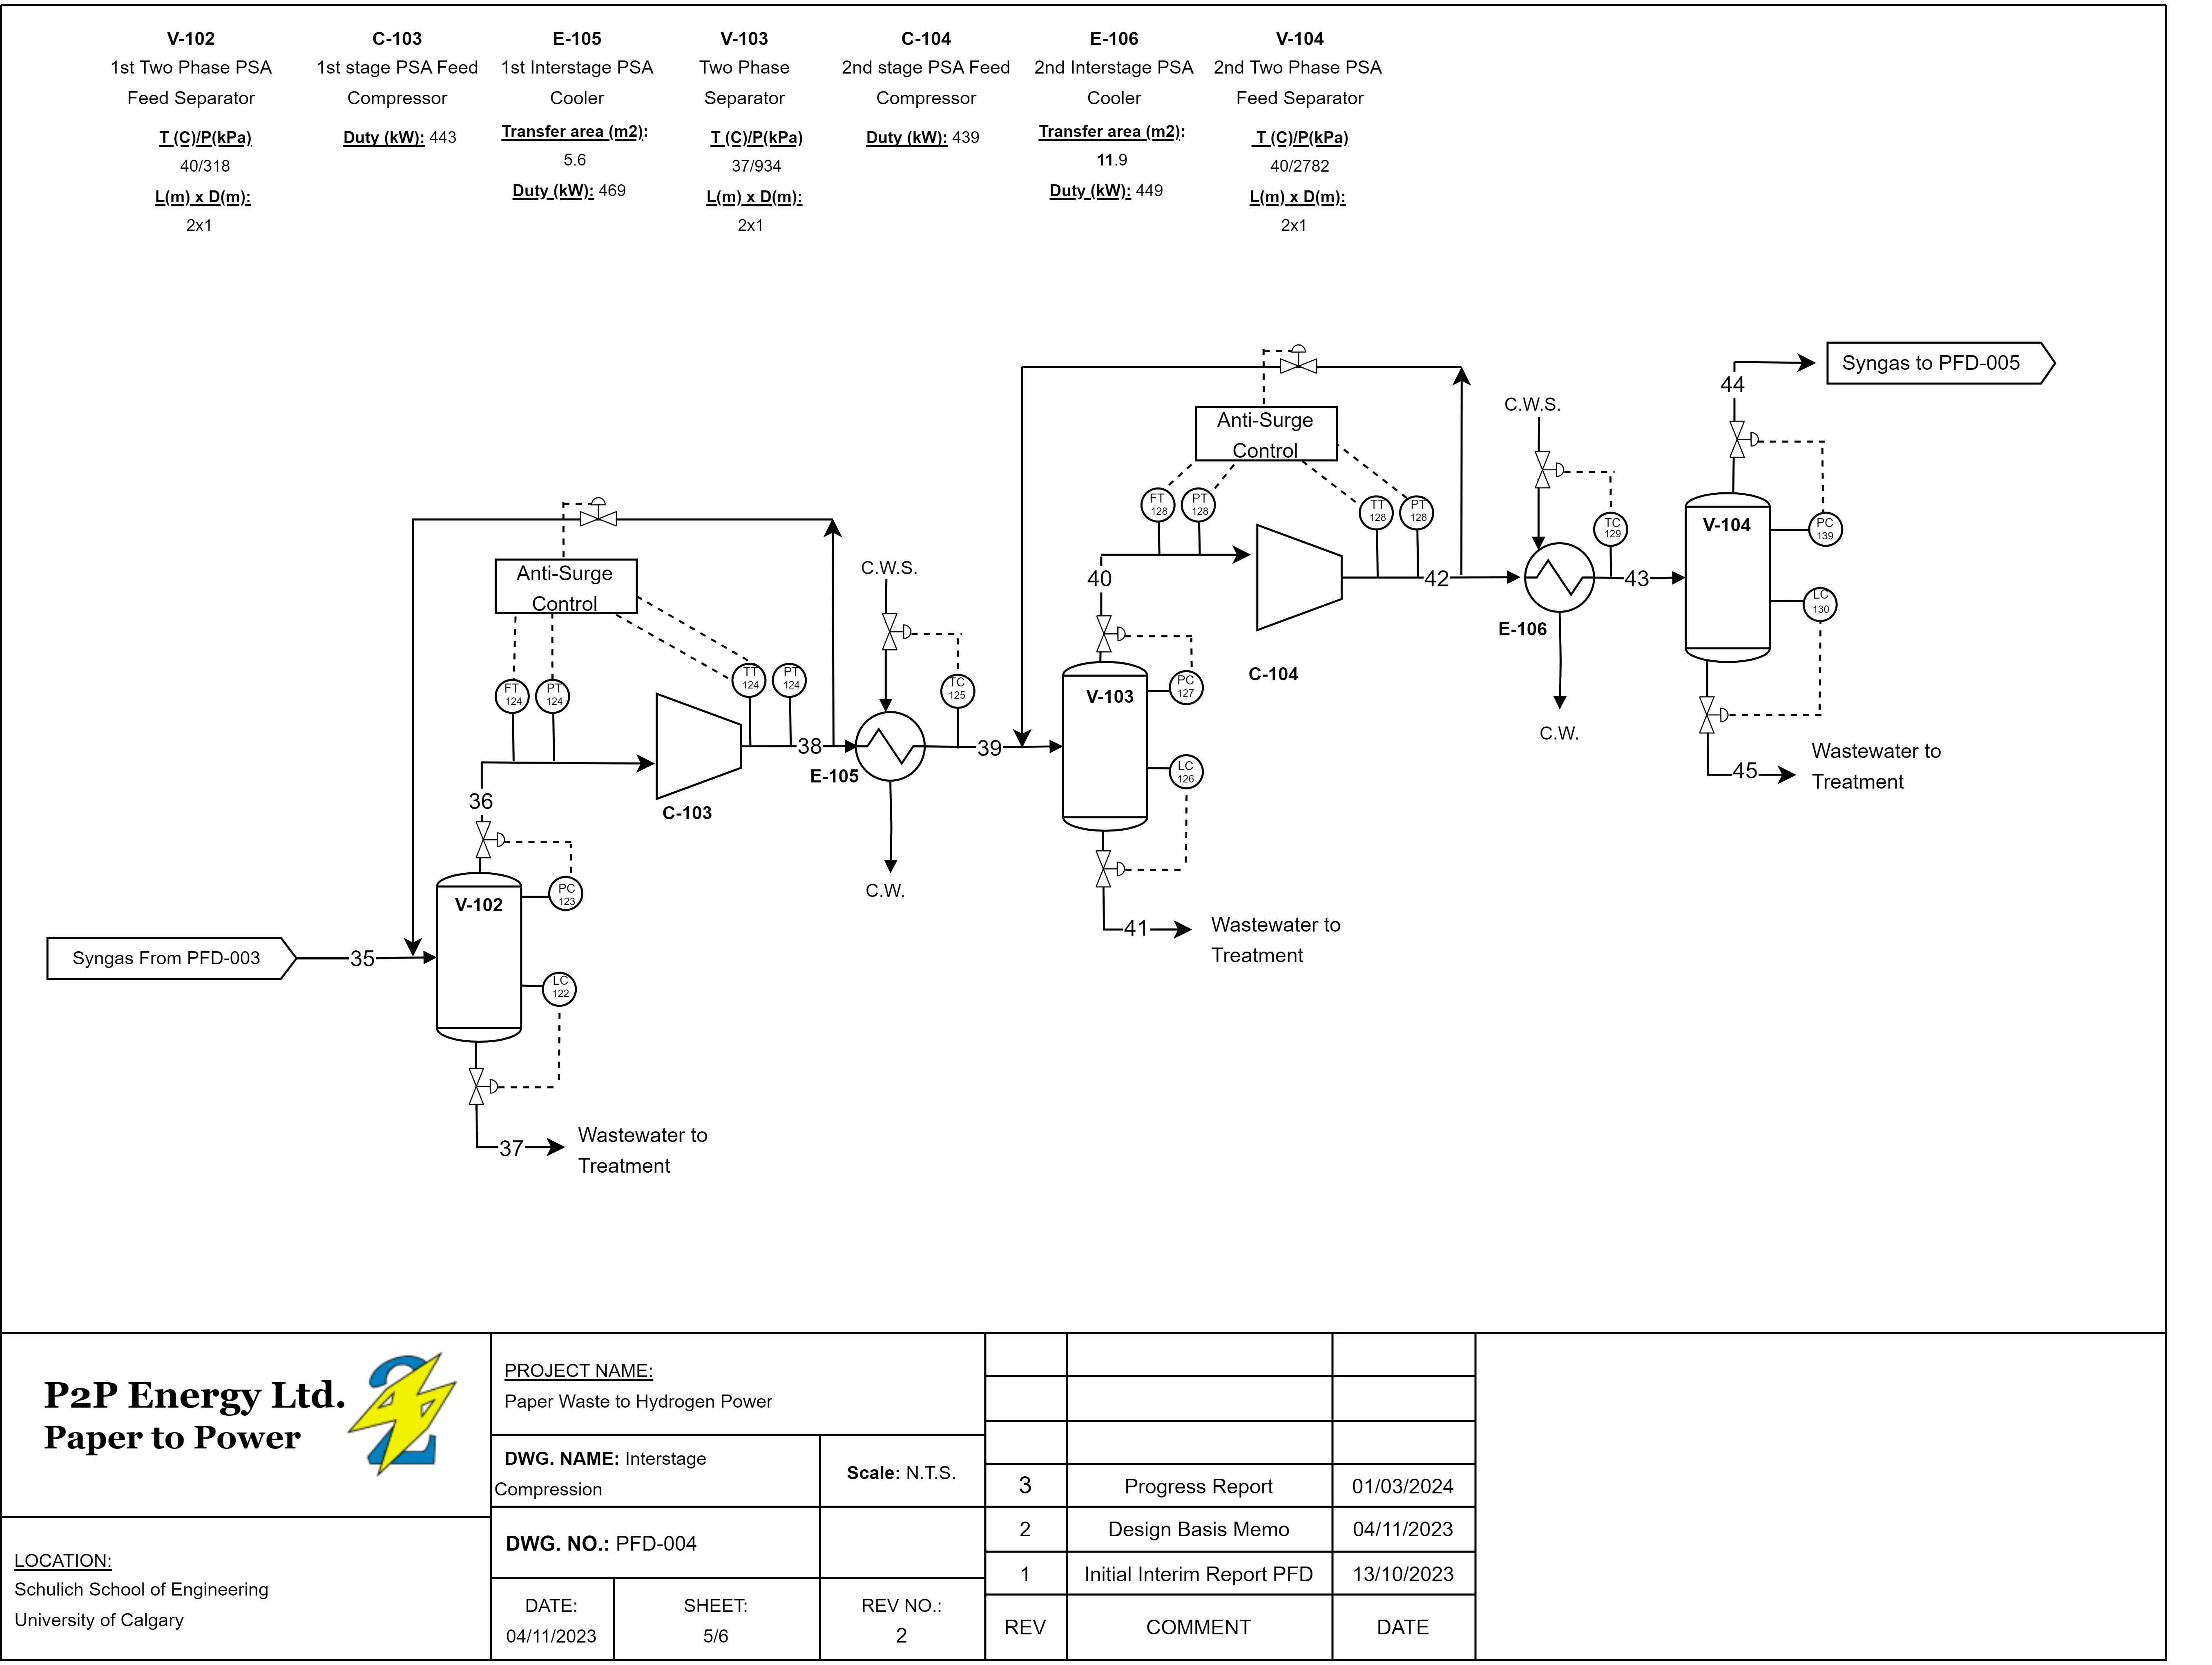 V-102
1st Two Phase PSA
Feed Separator
T (C)/P(kPa)
40/318
L(m) x D(m):
2x1
C-103
1st stage PSA Feed
Compressor
Duty (kW): 443
E-105
1st Interstage PSA
Cooler
Transfer area (m2):
5.6
Duty (kW): 469
V-103
Two Phase
Separator
T (C)/P(kPa)
37/934
L(m) x D(m):
2x1
C-104
2nd stage PSA Feed
Compressor
Duty (kW): 439
E-106
2nd Interstage PSA
Cooler
Transfer area (m2):
11.9
Duty (kW): 449
V-104
2nd Two Phase PSA
Feed Separator
T (C)/P(kPa)
40/2782
L(m) x D(m):
2x1
Syngas From PFD-003
35
V-102
PC
123
LC
122
37
Wastewater to
Treatment
36
FT
124
PT
124
Anti-Surge
Control
C-103
TT
124
PT
124
38
C.W.S.
E-105
C.W.
TC
125
39
V-103
PC
127
LC
126
41
Wastewater to
Treatment
40
FT
128
PT
128
Anti-Surge
Control
C-104
TT
128
PT
128
42
C.W.S.
E-106
C.W.
TC
129
43
V-104
PC
139
LC
130
45
Wastewater to
Treatment
44
Syngas to PFD-005
P2P Energy Ltd.
Paper to Power
2
LOCATION:
Schulich School of Engineering
University of Calgary
PROJECT NAME:
Paper Waste to Hydrogen Power
DWG. NAME: Interstage
Compression
Scale: N.T.S.
DWG. NO.: PFD-004
DATE:
04/11/2023
SHEET:
5/6
REV NO.:
2
3 Progress Report 01/03/2024
2 Design Basis Memo 04/11/2023
1 Initial Interim Report PFD 13/10/2023
REV COMMENT DATE